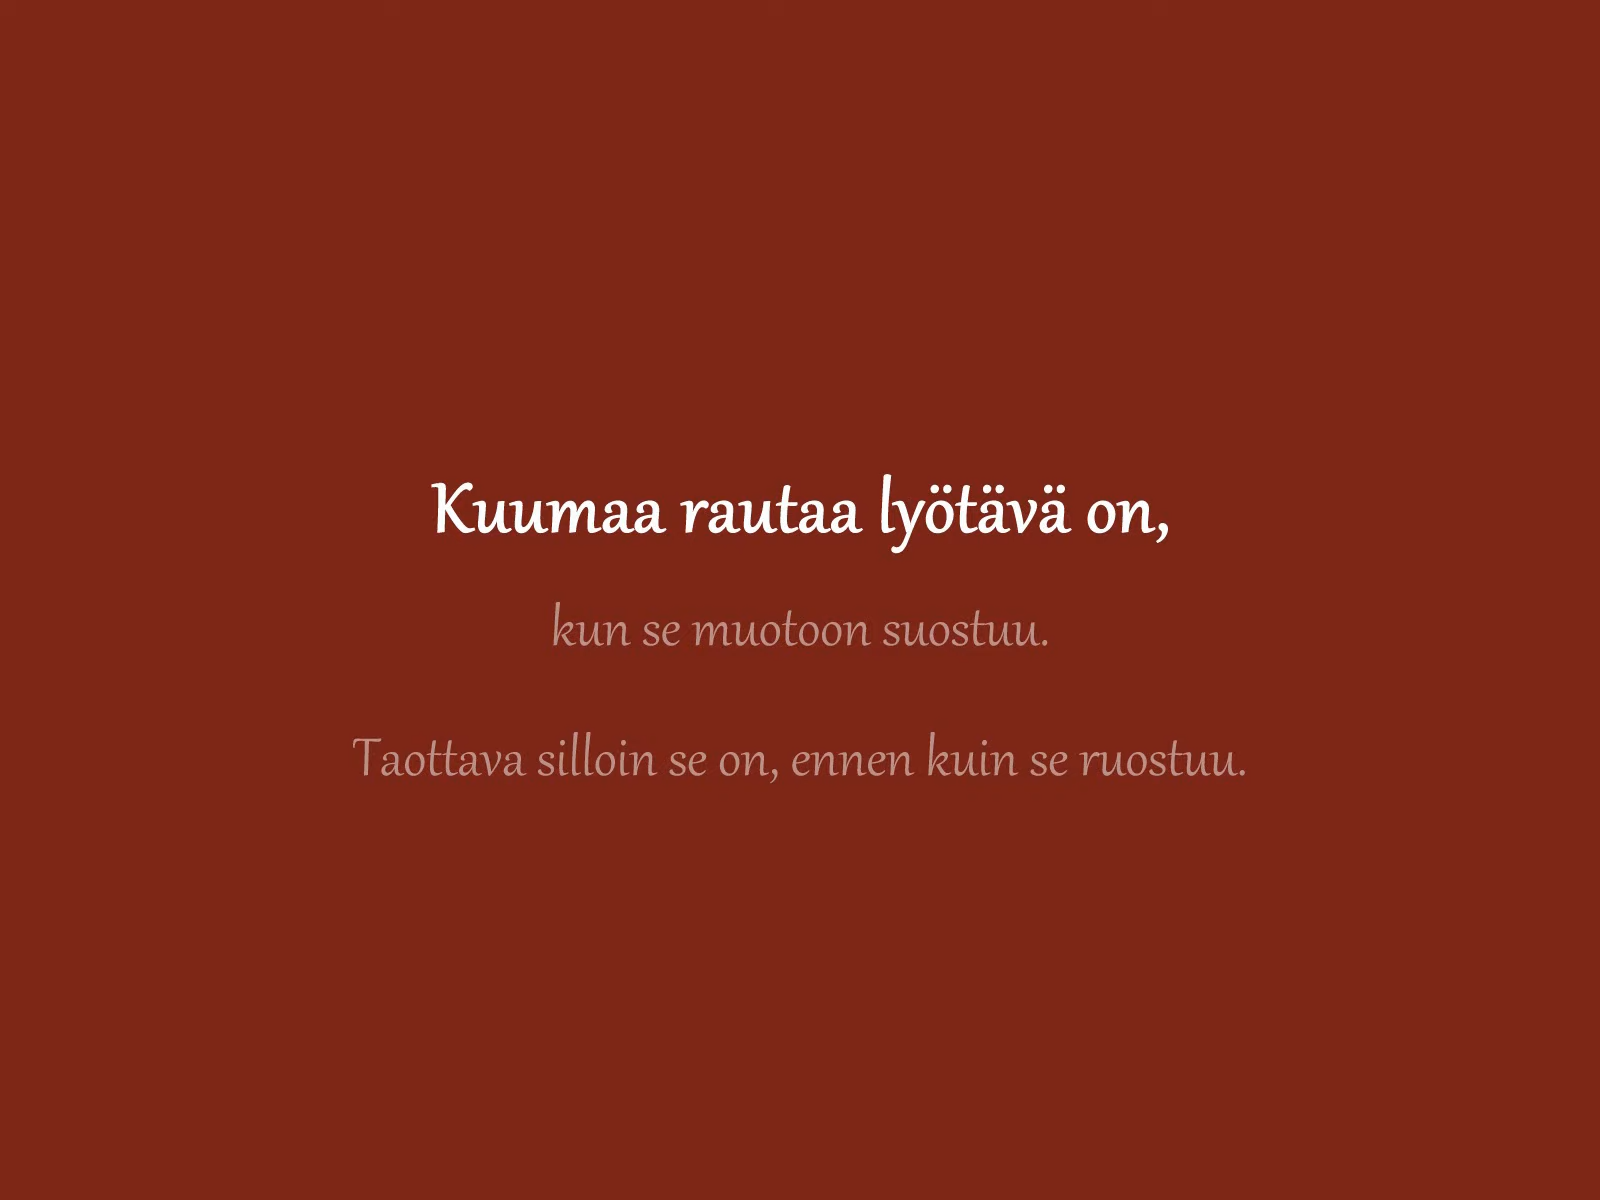 Kuumaa rautaa lyötävä on,
kun se muotoon suostuu.
Taottava silloin se on, ennen kuin se ruostuu.